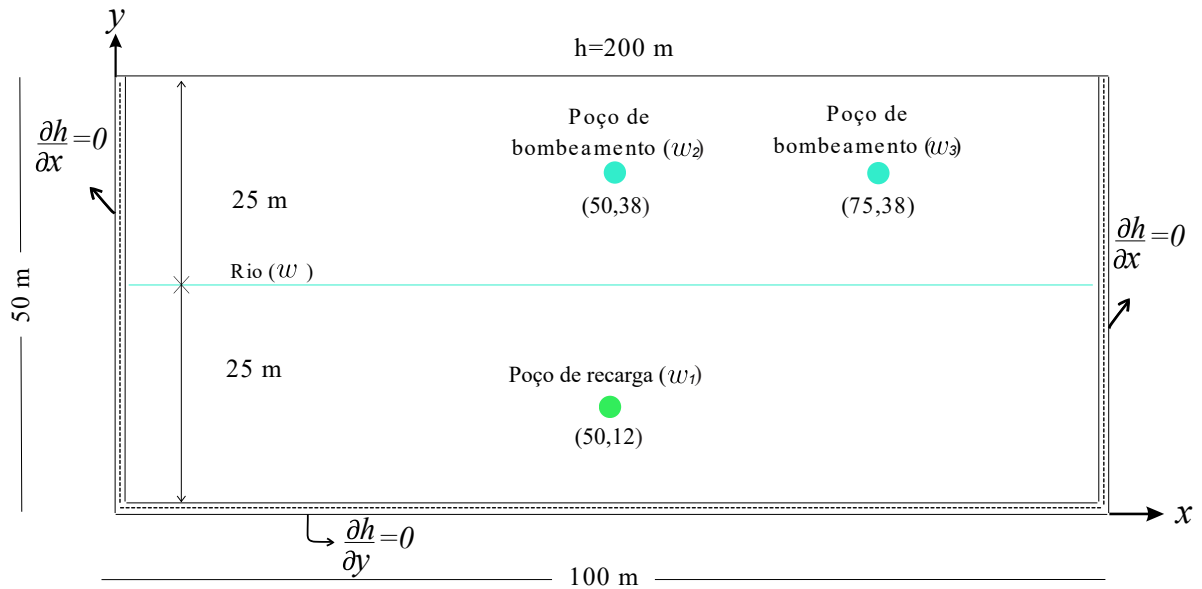 y
h=200 m
∂h/∂x=0
Poço de
bombeamento (w₂)
(50,38)
Poço de
bombeamento (w₃)
(75,38)
25 m
∂h/∂x=0
Rio (w )
50 m
25 m
Poço de recarga (w₁)
(50,12)
x
∂h/∂y=0
100 m